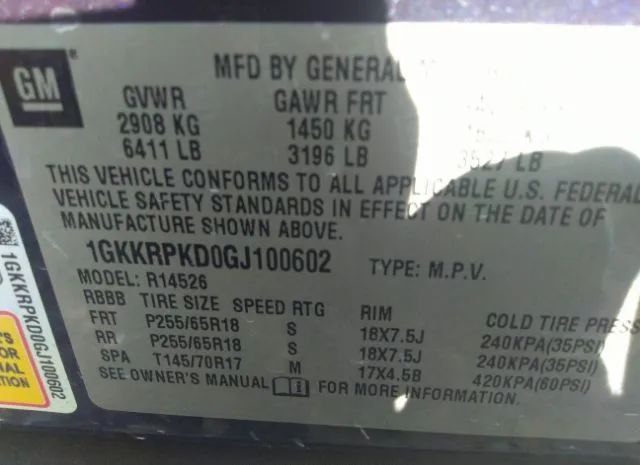 GM ®
MFD BY GENERAL
GVWR GAWR FRT
2908 KG 1450 KG
6411 LB 3196 LB 3527 LB
THIS VEHICLE CONFORMS TO ALL APPLICABLE U.S. FEDERAL
VEHICLE SAFETY STANDARDS IN EFFECT ON THE DATE OF
MANUFACTURE SHOWN ABOVE.
1GKKRPKD0GJ100602 TYPE: M.P.V.
MODEL: R14526
RBBB TIRE SIZE SPEED RTG RIM COLD TIRE PRESS
FRT P255/65R18 S 18X7.5J 240KPA(35PSI)
RR P255/65R18 S 18X7.5J 240KPA(35PSI)
SPA T145/70R17 M 17X4.5B 420KPA(60PSI)
SEE OWNER'S MANUAL FOR MORE INFORMATION.
1GKKRPKD0GJ100602